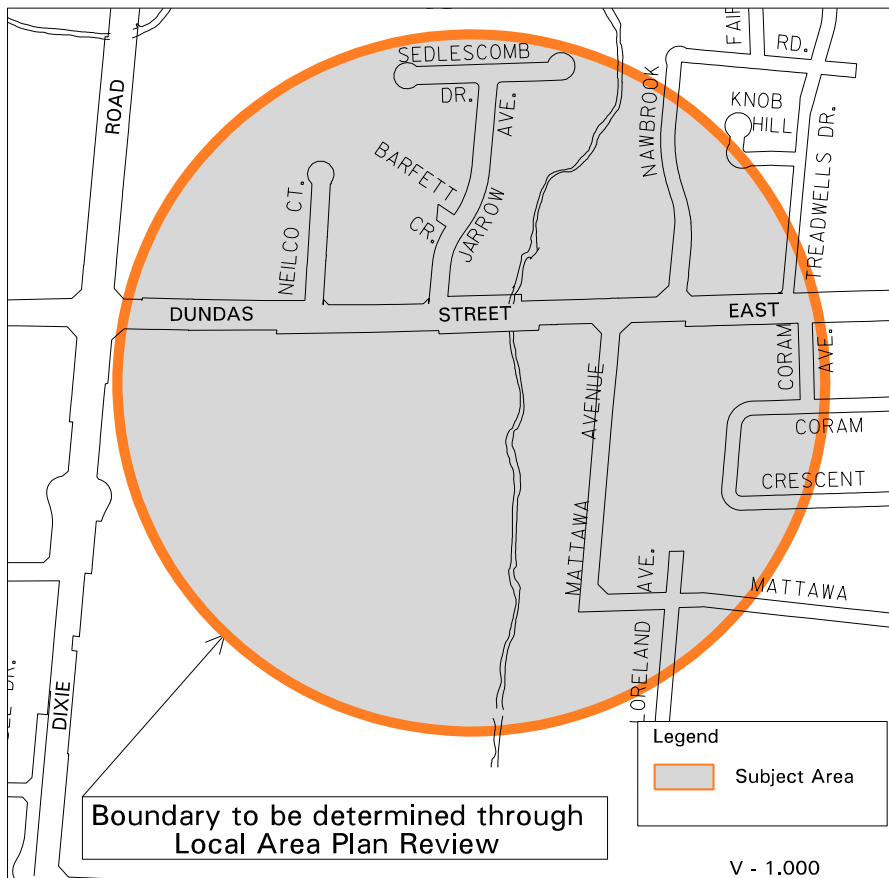 SEDLESCOMB
DR.
AVE.
JARROW
BARFETT
CR.
NEILCO CT.
ROAD
NAWBROOK
RD.
KNOB
HILL
TREADWELLS DR.
DUNDAS STREET EAST
CORAM
AVE.
CORAM
CRESCENT
MATTAWA
AVENUE
AVE.
LORELAND
MATTAWA
DIXIE
DR.
Legend
Subject Area
Boundary to be determined through
Local Area Plan Review
V - 1.000